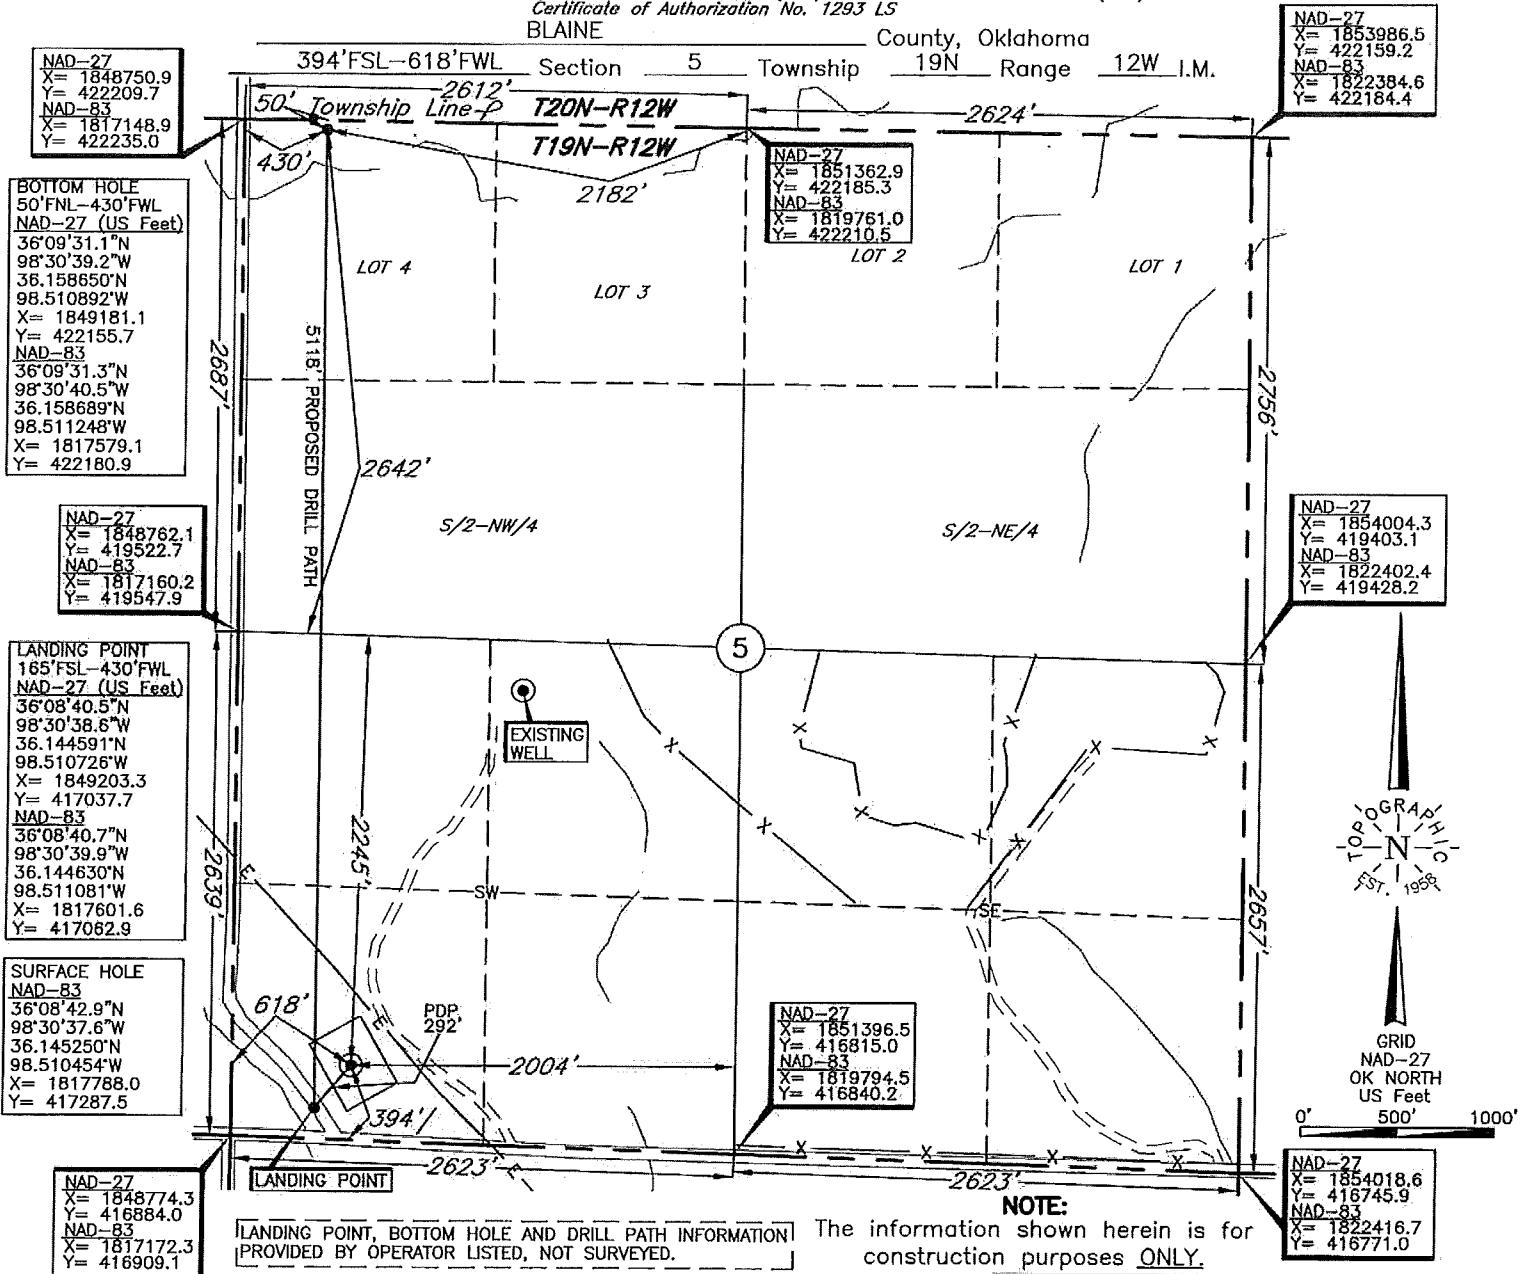 Certificate of Authorization No. 1293 LS
BLAINE County, Oklahoma
394'FSL-618'FWL Section 5 Township 19N Range 12W I.M.
NAD-27
X= 1848750.9
Y= 422209.7
NAD-83
X= 1817148.9
Y= 422235.0
NAD-27
X= 1853986.5
Y= 422159.2
NAD-83
X= 1822384.6
Y= 422184.4
2612'
50'
Township Line
T20N-R12W
2624'
T19N-R12W
430'
2182'
NAD-27
X= 1851362.9
Y= 422185.3
NAD-83
X= 1819761.0
Y= 422210.5
BOTTOM HOLE
50'FNL-430'FWL
NAD-27 (US Feet)
36°09'31.1"N
98°30'39.2"W
36.158650°N
98.510892°W
X= 1849181.1
Y= 422155.7
NAD-83
36°09'31.3"N
98°30'40.5"W
36.158689°N
98.511248°W
X= 1817579.1
Y= 422180.9
LOT 4
LOT 3
LOT 2
LOT 1
2687'
5118' PROPOSED DRILL PATH
2756'
2642'
S/2-NW/4
S/2-NE/4
NAD-27
X= 1848762.1
Y= 419522.7
NAD-83
X= 1817160.2
Y= 419547.9
NAD-27
X= 1854004.3
Y= 419403.1
NAD-83
X= 1822402.4
Y= 419428.2
5
LANDING POINT
165'FSL-430'FWL
NAD-27 (US Feet)
36°08'40.5"N
98°30'38.6"W
36.144591°N
98.510726°W
X= 1849203.3
Y= 417037.7
NAD-83
36°08'40.7"N
98°30'39.9"W
36.144630°N
98.511081°W
X= 1817601.6
Y= 417062.9
EXISTING
WELL
X
X
X
X
X
X
X
X
X
2639'
2245'
2657'
E
SW
SE
TOPOGRAPHIC
N
EST. 1958
SURFACE HOLE
NAD-83
36°08'42.9"N
98°30'37.6"W
36.145250°N
98.510454°W
X= 1817788.0
Y= 417287.5
618'
E
PDP
292'
2004'
394'
NAD-27
X= 1851396.5
Y= 416815.0
NAD-83
X= 1819794.5
Y= 416840.2
GRID
NAD-27
OK NORTH
US Feet
0' 500' 1000'
X
X
X
X
2623'
E
2623'
LANDING POINT
NAD-27
X= 1848774.3
Y= 416884.0
NAD-83
X= 1817172.3
Y= 416909.1
NAD-27
X= 1854018.6
Y= 416745.9
NAD-83
X= 1822416.7
Y= 416771.0
LANDING POINT, BOTTOM HOLE AND DRILL PATH INFORMATION
PROVIDED BY OPERATOR LISTED, NOT SURVEYED.
NOTE:
The information shown herein is for
construction purposes ONLY.